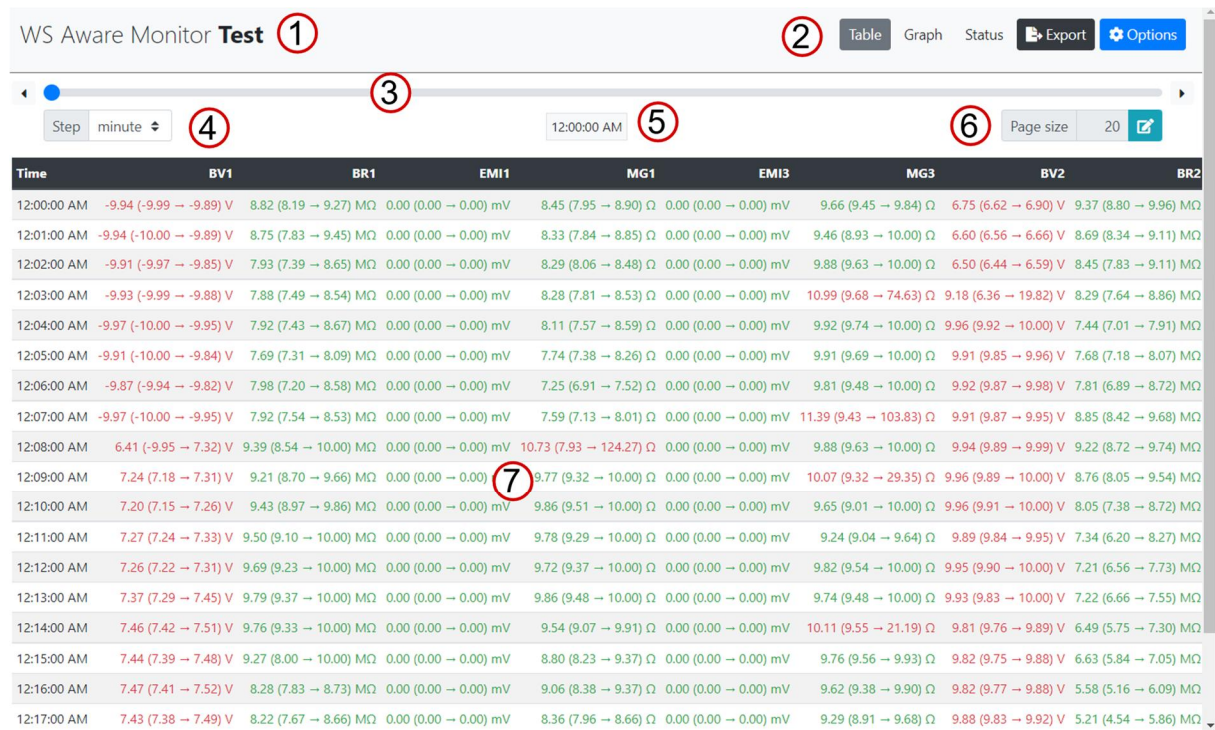 WS Aware Monitor Test 1 2 Table Graph Status Export Options
3
Step minute 4 12:00:00 AM 5 6 Page size 20
Time BV1 BR1 EMI1 MG1 EMI3 MG3 BV2 BR2
12:00:00 AM -9.94 (-9.99 → -9.89) V 8.82 (8.19 → 9.27) MΩ 0.00 (0.00 → 0.00) mV 8.45 (7.95 → 8.90) Ω 0.00 (0.00 → 0.00) mV 9.66 (9.45 → 9.84) Ω 6.75 (6.62 → 6.90) V 9.37 (8.80 → 9.96) MΩ
12:01:00 AM -9.94 (-10.00 → -9.89) V 8.75 (7.83 → 9.45) MΩ 0.00 (0.00 → 0.00) mV 8.33 (7.84 → 8.85) Ω 0.00 (0.00 → 0.00) mV 9.46 (8.93 → 10.00) Ω 6.60 (6.56 → 6.66) V 8.69 (8.34 → 9.11) MΩ
12:02:00 AM -9.91 (-9.97 → -9.85) V 7.93 (7.39 → 8.65) MΩ 0.00 (0.00 → 0.00) mV 8.29 (8.06 → 8.48) Ω 0.00 (0.00 → 0.00) mV 9.88 (9.63 → 10.00) Ω 6.50 (6.44 → 6.59) V 8.45 (7.83 → 9.11) MΩ
12:03:00 AM -9.93 (-9.99 → -9.88) V 7.88 (7.49 → 8.54) MΩ 0.00 (0.00 → 0.00) mV 8.28 (7.81 → 8.53) Ω 0.00 (0.00 → 0.00) mV 10.99 (9.68 → 74.63) Ω 9.18 (6.36 → 19.82) V 8.29 (7.64 → 8.86) MΩ
12:04:00 AM -9.97 (-10.00 → -9.95) V 7.92 (7.43 → 8.67) MΩ 0.00 (0.00 → 0.00) mV 8.11 (7.57 → 8.59) Ω 0.00 (0.00 → 0.00) mV 9.92 (9.74 → 10.00) Ω 9.96 (9.92 → 10.00) V 7.44 (7.01 → 7.91) MΩ
12:05:00 AM -9.91 (-10.00 → -9.84) V 7.69 (7.31 → 8.09) MΩ 0.00 (0.00 → 0.00) mV 7.74 (7.38 → 8.26) Ω 0.00 (0.00 → 0.00) mV 9.91 (9.69 → 10.00) Ω 9.91 (9.85 → 9.96) V 7.68 (7.18 → 8.07) MΩ
12:06:00 AM -9.87 (-9.94 → -9.82) V 7.98 (7.20 → 8.58) MΩ 0.00 (0.00 → 0.00) mV 7.25 (6.91 → 7.52) Ω 0.00 (0.00 → 0.00) mV 9.81 (9.48 → 10.00) Ω 9.92 (9.87 → 9.98) V 7.81 (6.89 → 8.72) MΩ
12:07:00 AM -9.97 (-10.00 → -9.95) V 7.92 (7.54 → 8.53) MΩ 0.00 (0.00 → 0.00) mV 7.59 (7.13 → 8.01) Ω 0.00 (0.00 → 0.00) mV 11.39 (9.43 → 103.83) Ω 9.91 (9.87 → 9.95) V 8.85 (8.42 → 9.68) MΩ
12:08:00 AM 6.41 (-9.95 → 7.32) V 9.39 (8.54 → 10.00) MΩ 0.00 (0.00 → 0.00) mV 10.73 (7.93 → 124.27) Ω 0.00 (0.00 → 0.00) mV 9.88 (9.63 → 10.00) Ω 9.94 (9.89 → 9.99) V 9.22 (8.72 → 9.74) MΩ
12:09:00 AM 7.24 (7.18 → 7.31) V 9.21 (8.70 → 9.66) MΩ 0.00 (0.00 → 0.00) 7 9.77 (9.32 → 10.00) Ω 0.00 (0.00 → 0.00) mV 10.07 (9.32 → 29.35) Ω 9.96 (9.89 → 10.00) V 8.76 (8.05 → 9.54) MΩ
12:10:00 AM 7.20 (7.15 → 7.26) V 9.43 (8.97 → 9.86) MΩ 0.00 (0.00 → 0.00) mV 9.86 (9.51 → 10.00) Ω 0.00 (0.00 → 0.00) mV 9.65 (9.01 → 10.00) Ω 9.96 (9.91 → 10.00) V 8.05 (7.38 → 8.72) MΩ
12:11:00 AM 7.27 (7.24 → 7.33) V 9.50 (9.10 → 10.00) MΩ 0.00 (0.00 → 0.00) mV 9.78 (9.29 → 10.00) Ω 0.00 (0.00 → 0.00) mV 9.24 (9.04 → 9.64) Ω 9.89 (9.84 → 9.95) V 7.34 (6.20 → 8.27) MΩ
12:12:00 AM 7.26 (7.22 → 7.31) V 9.69 (9.23 → 10.00) MΩ 0.00 (0.00 → 0.00) mV 9.72 (9.37 → 10.00) Ω 0.00 (0.00 → 0.00) mV 9.82 (9.54 → 10.00) Ω 9.95 (9.90 → 10.00) V 7.21 (6.56 → 7.73) MΩ
12:13:00 AM 7.37 (7.29 → 7.45) V 9.79 (9.37 → 10.00) MΩ 0.00 (0.00 → 0.00) mV 9.86 (9.48 → 10.00) Ω 0.00 (0.00 → 0.00) mV 9.74 (9.48 → 10.00) Ω 9.93 (9.83 → 10.00) V 7.22 (6.66 → 7.55) MΩ
12:14:00 AM 7.46 (7.42 → 7.51) V 9.76 (9.33 → 10.00) MΩ 0.00 (0.00 → 0.00) mV 9.54 (9.07 → 9.91) Ω 0.00 (0.00 → 0.00) mV 10.11 (9.55 → 21.19) Ω 9.81 (9.76 → 9.89) V 6.49 (5.75 → 7.30) MΩ
12:15:00 AM 7.44 (7.39 → 7.48) V 9.27 (8.00 → 10.00) MΩ 0.00 (0.00 → 0.00) mV 8.80 (8.23 → 9.37) Ω 0.00 (0.00 → 0.00) mV 9.76 (9.56 → 9.93) Ω 9.82 (9.75 → 9.88) V 6.63 (5.84 → 7.05) MΩ
12:16:00 AM 7.47 (7.41 → 7.52) V 8.28 (7.83 → 8.73) MΩ 0.00 (0.00 → 0.00) mV 9.06 (8.38 → 9.37) Ω 0.00 (0.00 → 0.00) mV 9.62 (9.38 → 9.90) Ω 9.82 (9.77 → 9.88) V 5.58 (5.16 → 6.09) MΩ
12:17:00 AM 7.43 (7.38 → 7.49) V 8.22 (7.67 → 8.66) MΩ 0.00 (0.00 → 0.00) mV 8.36 (7.96 → 8.66) Ω 0.00 (0.00 → 0.00) mV 9.29 (8.91 → 9.68) Ω 9.88 (9.83 → 9.92) V 5.21 (4.54 → 5.86) MΩ